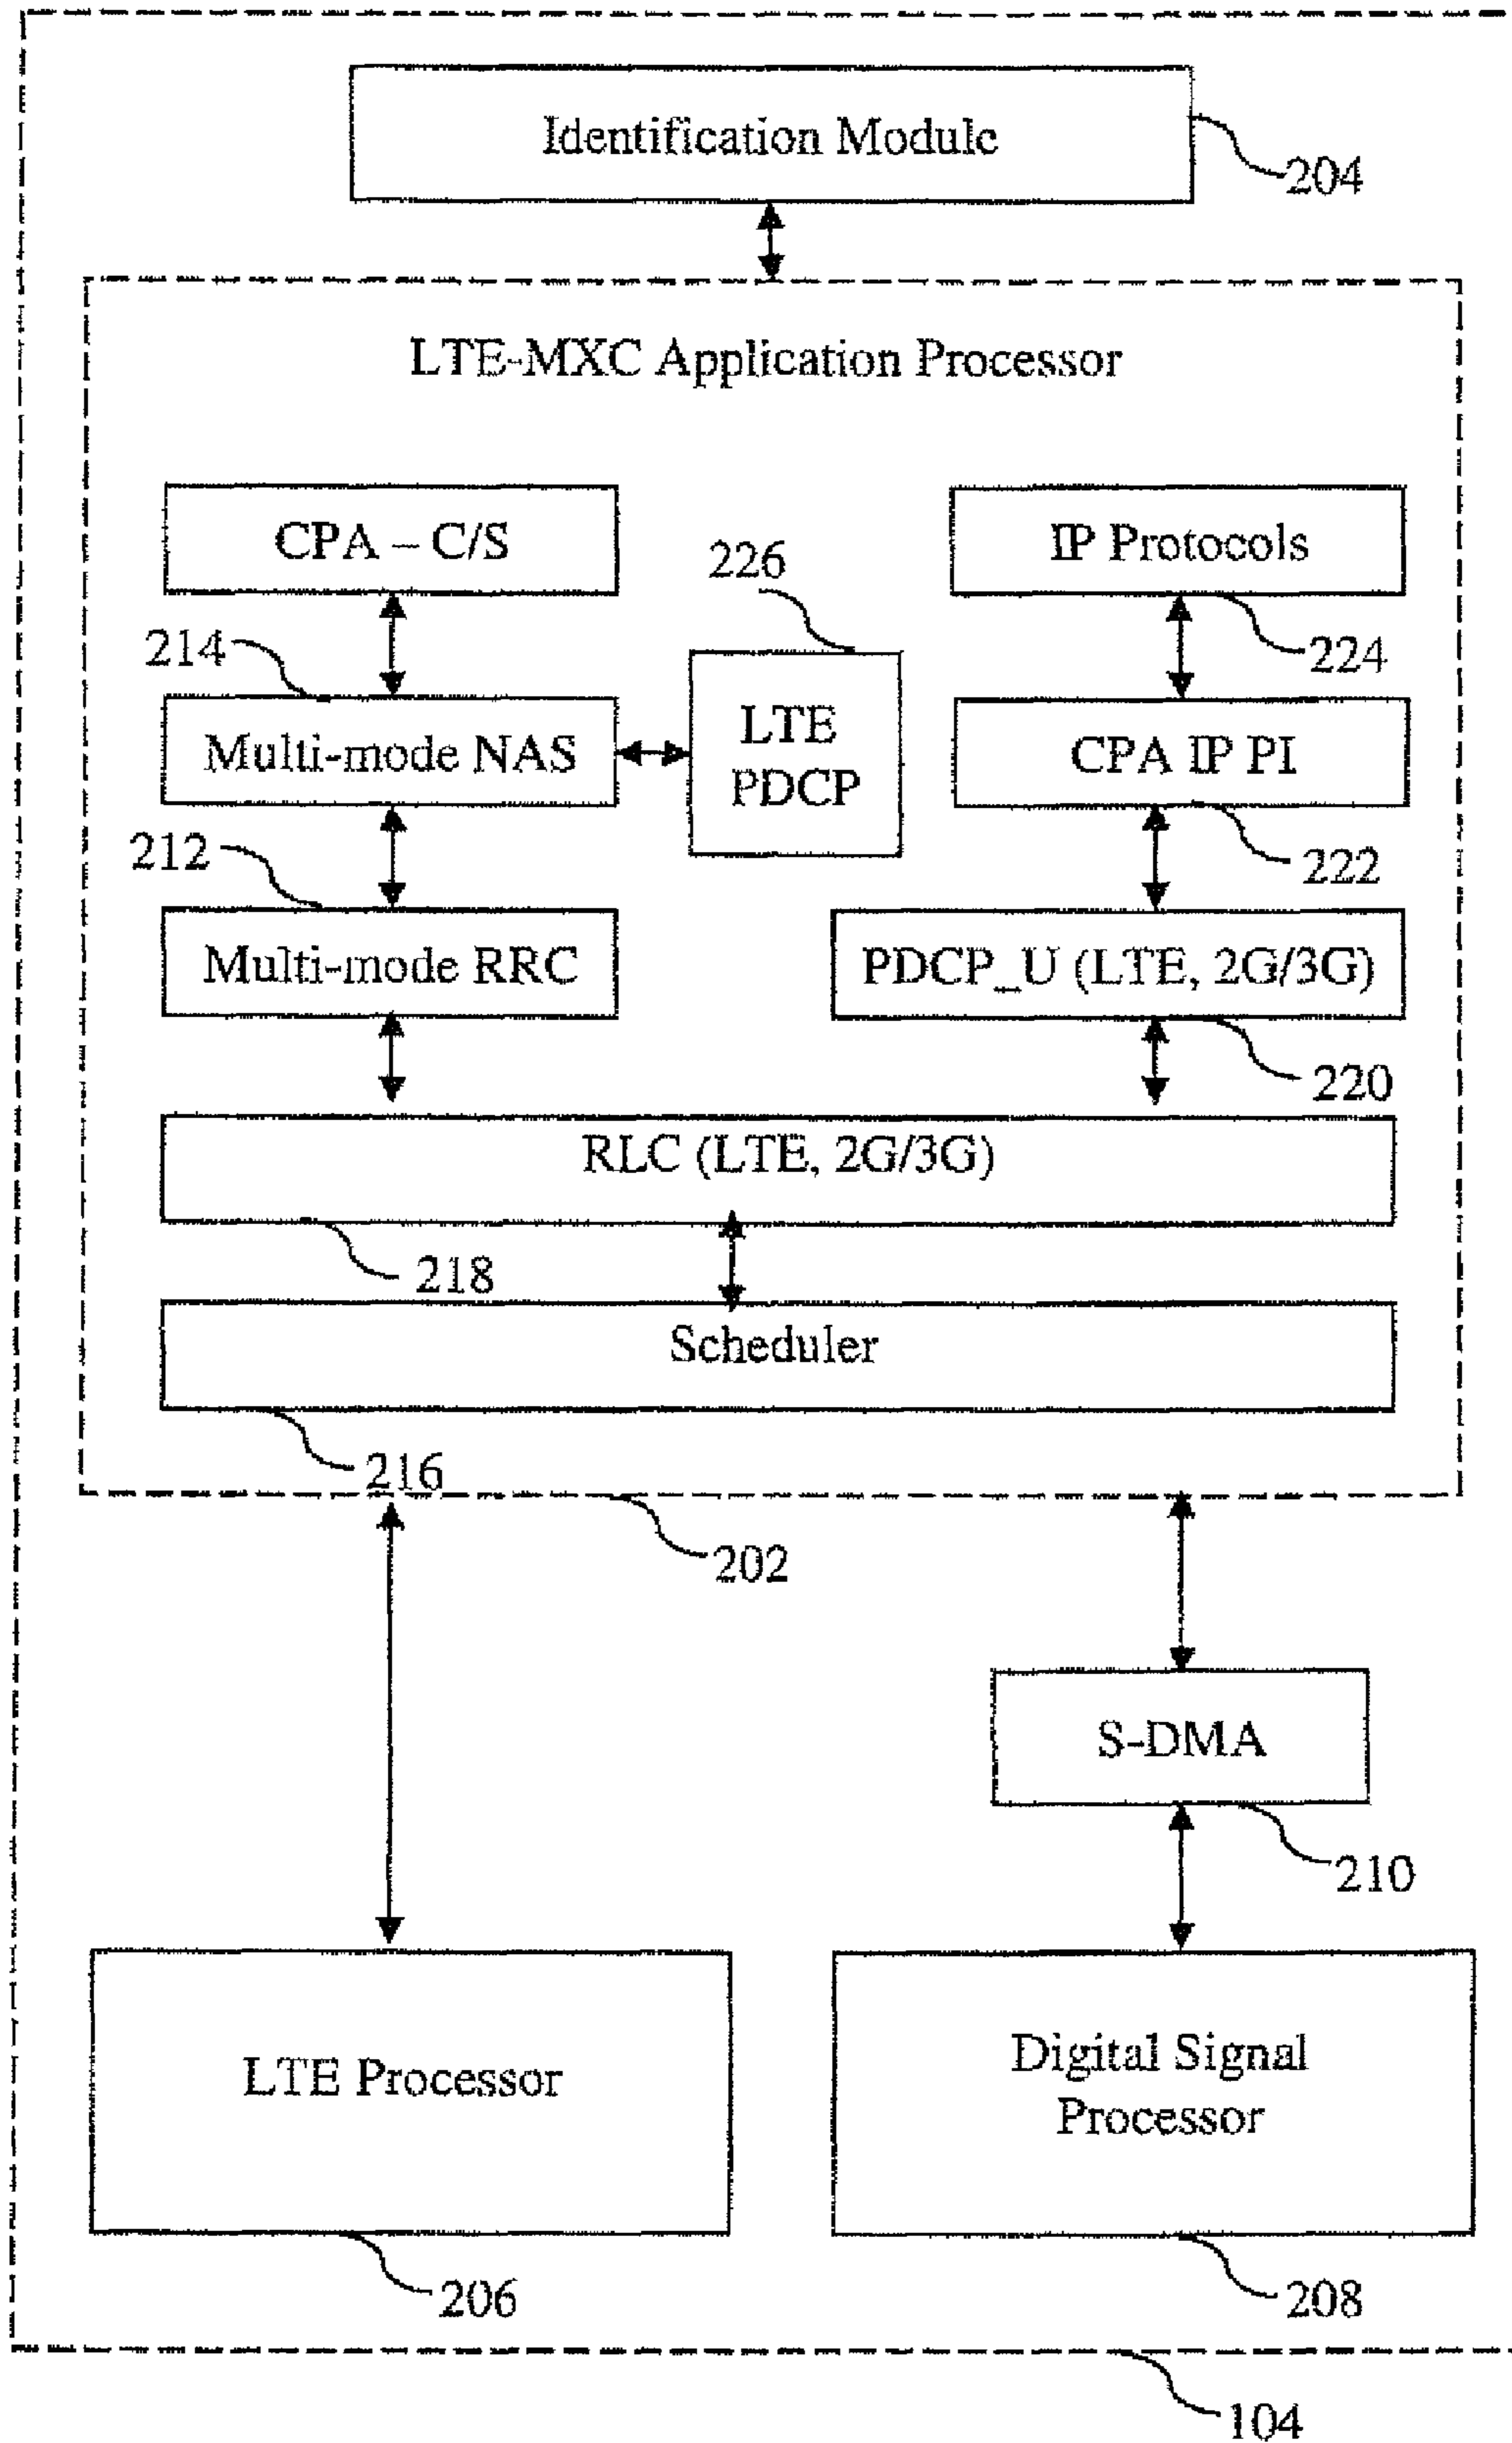 Identification Module
204
LTE-MXC Application Processor
CPA – C/S
IP Protocols
226
214
224
Multi-mode NAS
LTE
PDCP
CPA IP PI
212
222
Multi-mode RRC
PDCP_U (LTE, 2G/3G)
220
RLC (LTE, 2G/3G)
218
Scheduler
216
202
S-DMA
210
LTE Processor
Digital Signal
Processor
206
208
104